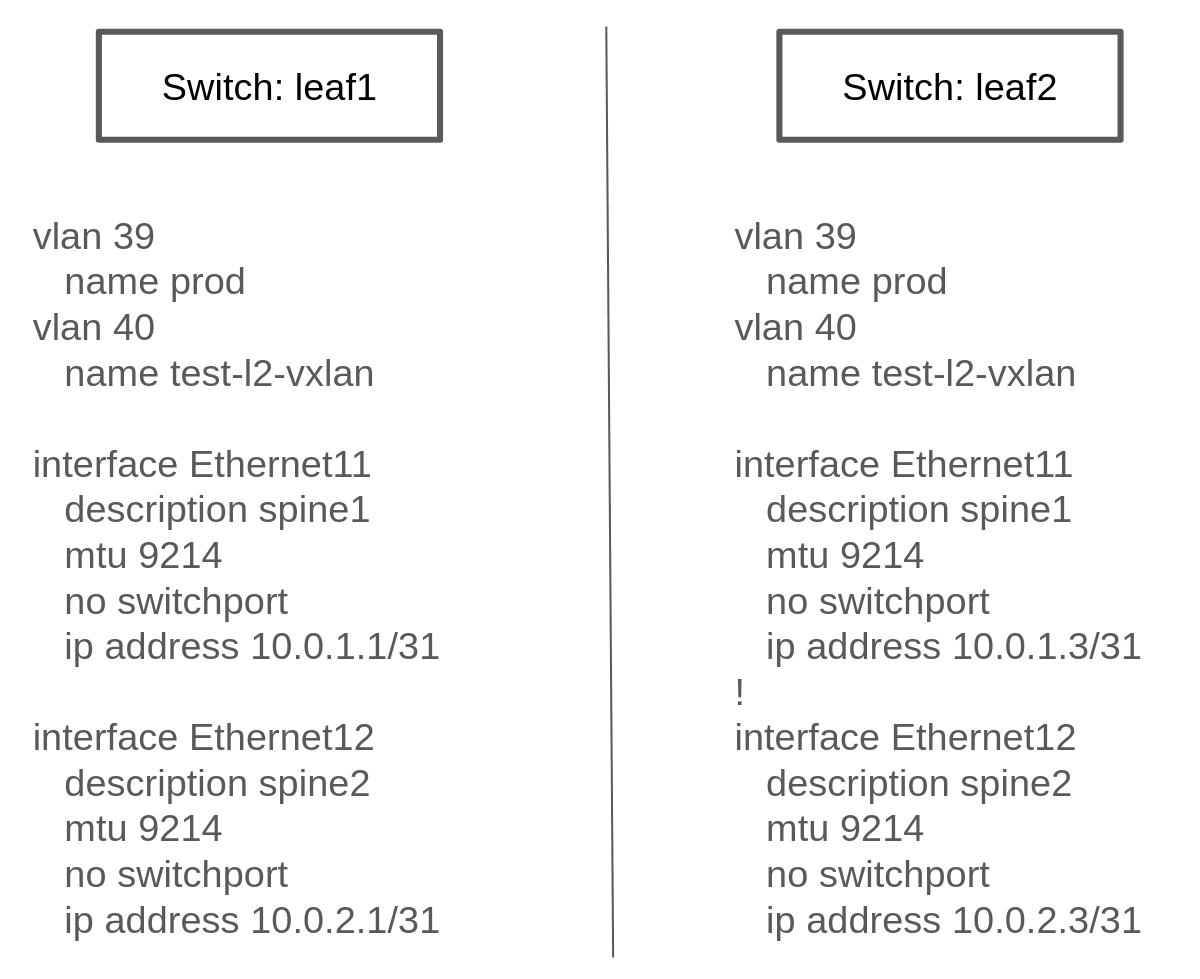 Switch: leaf1
vlan 39
name prod
vlan 40
name test-l2-vxlan
interface Ethernet11
description spine1
mtu 9214
no switchport
ip address 10.0.1.1/31
interface Ethernet12
description spine2
mtu 9214
no switchport
ip address 10.0.2.1/31
Switch: leaf2
vlan 39
name prod
vlan 40
name test-l2-vxlan
interface Ethernet11
description spine1
mtu 9214
no switchport
ip address 10.0.1.3/31
!
interface Ethernet12
description spine2
mtu 9214
no switchport
ip address 10.0.2.3/31